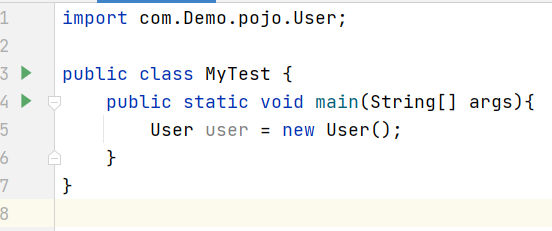 1 import com.Demo.pojo.User;
2
3 public class MyTest {
4     public static void main(String[] args){
5         User user = new User();
6     }
7 }
8